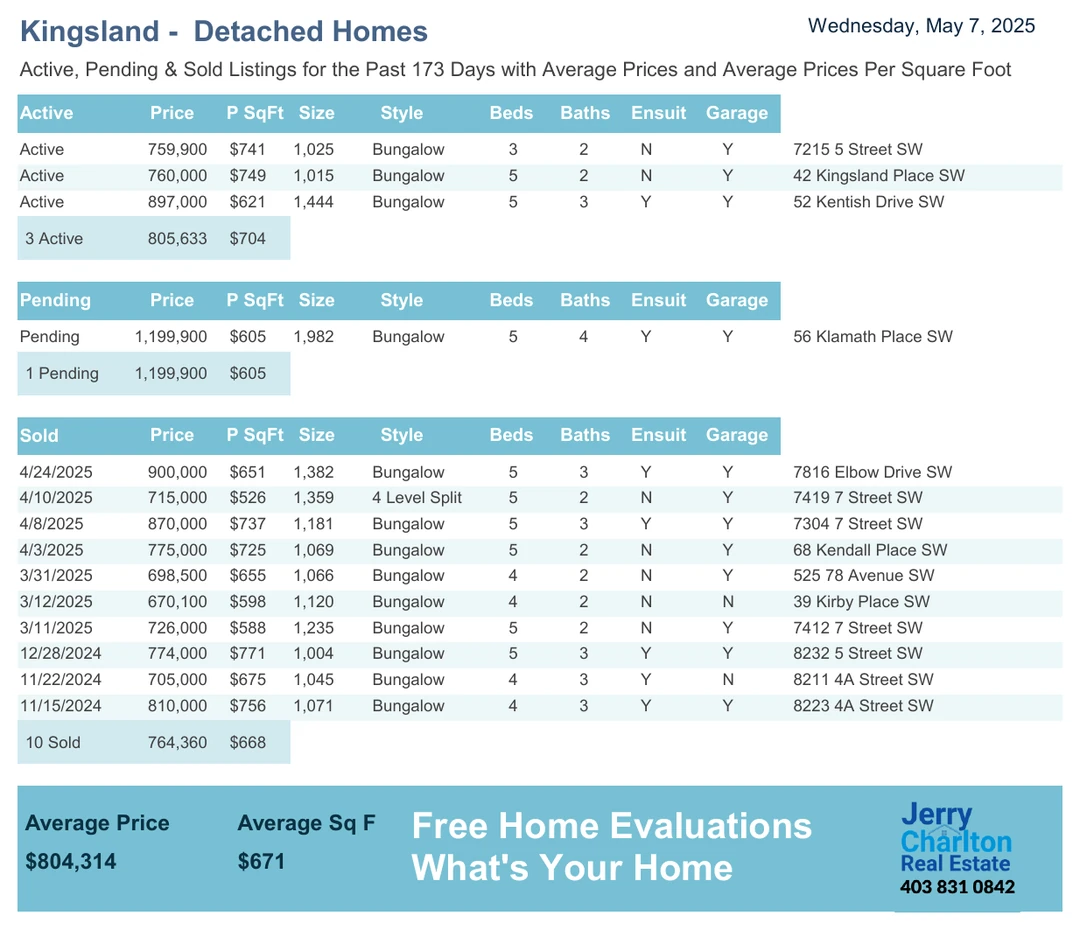 Kingsland -  Detached Homes
Wednesday, May 7, 2025
Active, Pending & Sold Listings for the Past 173 Days with Average Prices and Average Prices Per Square Foot
Active Price P SqFt Size Style Beds Baths Ensuit Garage
Active 759,900 $741 1,025 Bungalow 3 2 N Y 7215 5 Street SW
Active 760,000 $749 1,015 Bungalow 5 2 N Y 42 Kingsland Place SW
Active 897,000 $621 1,444 Bungalow 5 3 Y Y 52 Kentish Drive SW
3 Active 805,633 $704
Pending Price P SqFt Size Style Beds Baths Ensuit Garage
Pending 1,199,900 $605 1,982 Bungalow 5 4 Y Y 56 Klamath Place SW
1 Pending 1,199,900 $605
Sold Price P SqFt Size Style Beds Baths Ensuit Garage
4/24/2025 900,000 $651 1,382 Bungalow 5 3 Y Y 7816 Elbow Drive SW
4/10/2025 715,000 $526 1,359 4 Level Split 5 2 N Y 7419 7 Street SW
4/8/2025 870,000 $737 1,181 Bungalow 5 3 Y Y 7304 7 Street SW
4/3/2025 775,000 $725 1,069 Bungalow 5 2 N Y 68 Kendall Place SW
3/31/2025 698,500 $655 1,066 Bungalow 4 2 N Y 525 78 Avenue SW
3/12/2025 670,100 $598 1,120 Bungalow 4 2 N N 39 Kirby Place SW
3/11/2025 726,000 $588 1,235 Bungalow 5 2 N Y 7412 7 Street SW
12/28/2024 774,000 $771 1,004 Bungalow 5 3 Y Y 8232 5 Street SW
11/22/2024 705,000 $675 1,045 Bungalow 4 3 Y N 8211 4A Street SW
11/15/2024 810,000 $756 1,071 Bungalow 4 3 Y Y 8223 4A Street SW
10 Sold 764,360 $668
Average Price Average Sq F
$804,314 $671
Free Home Evaluations
What's Your Home
Jerry
Charlton
Real Estate
403 831 0842